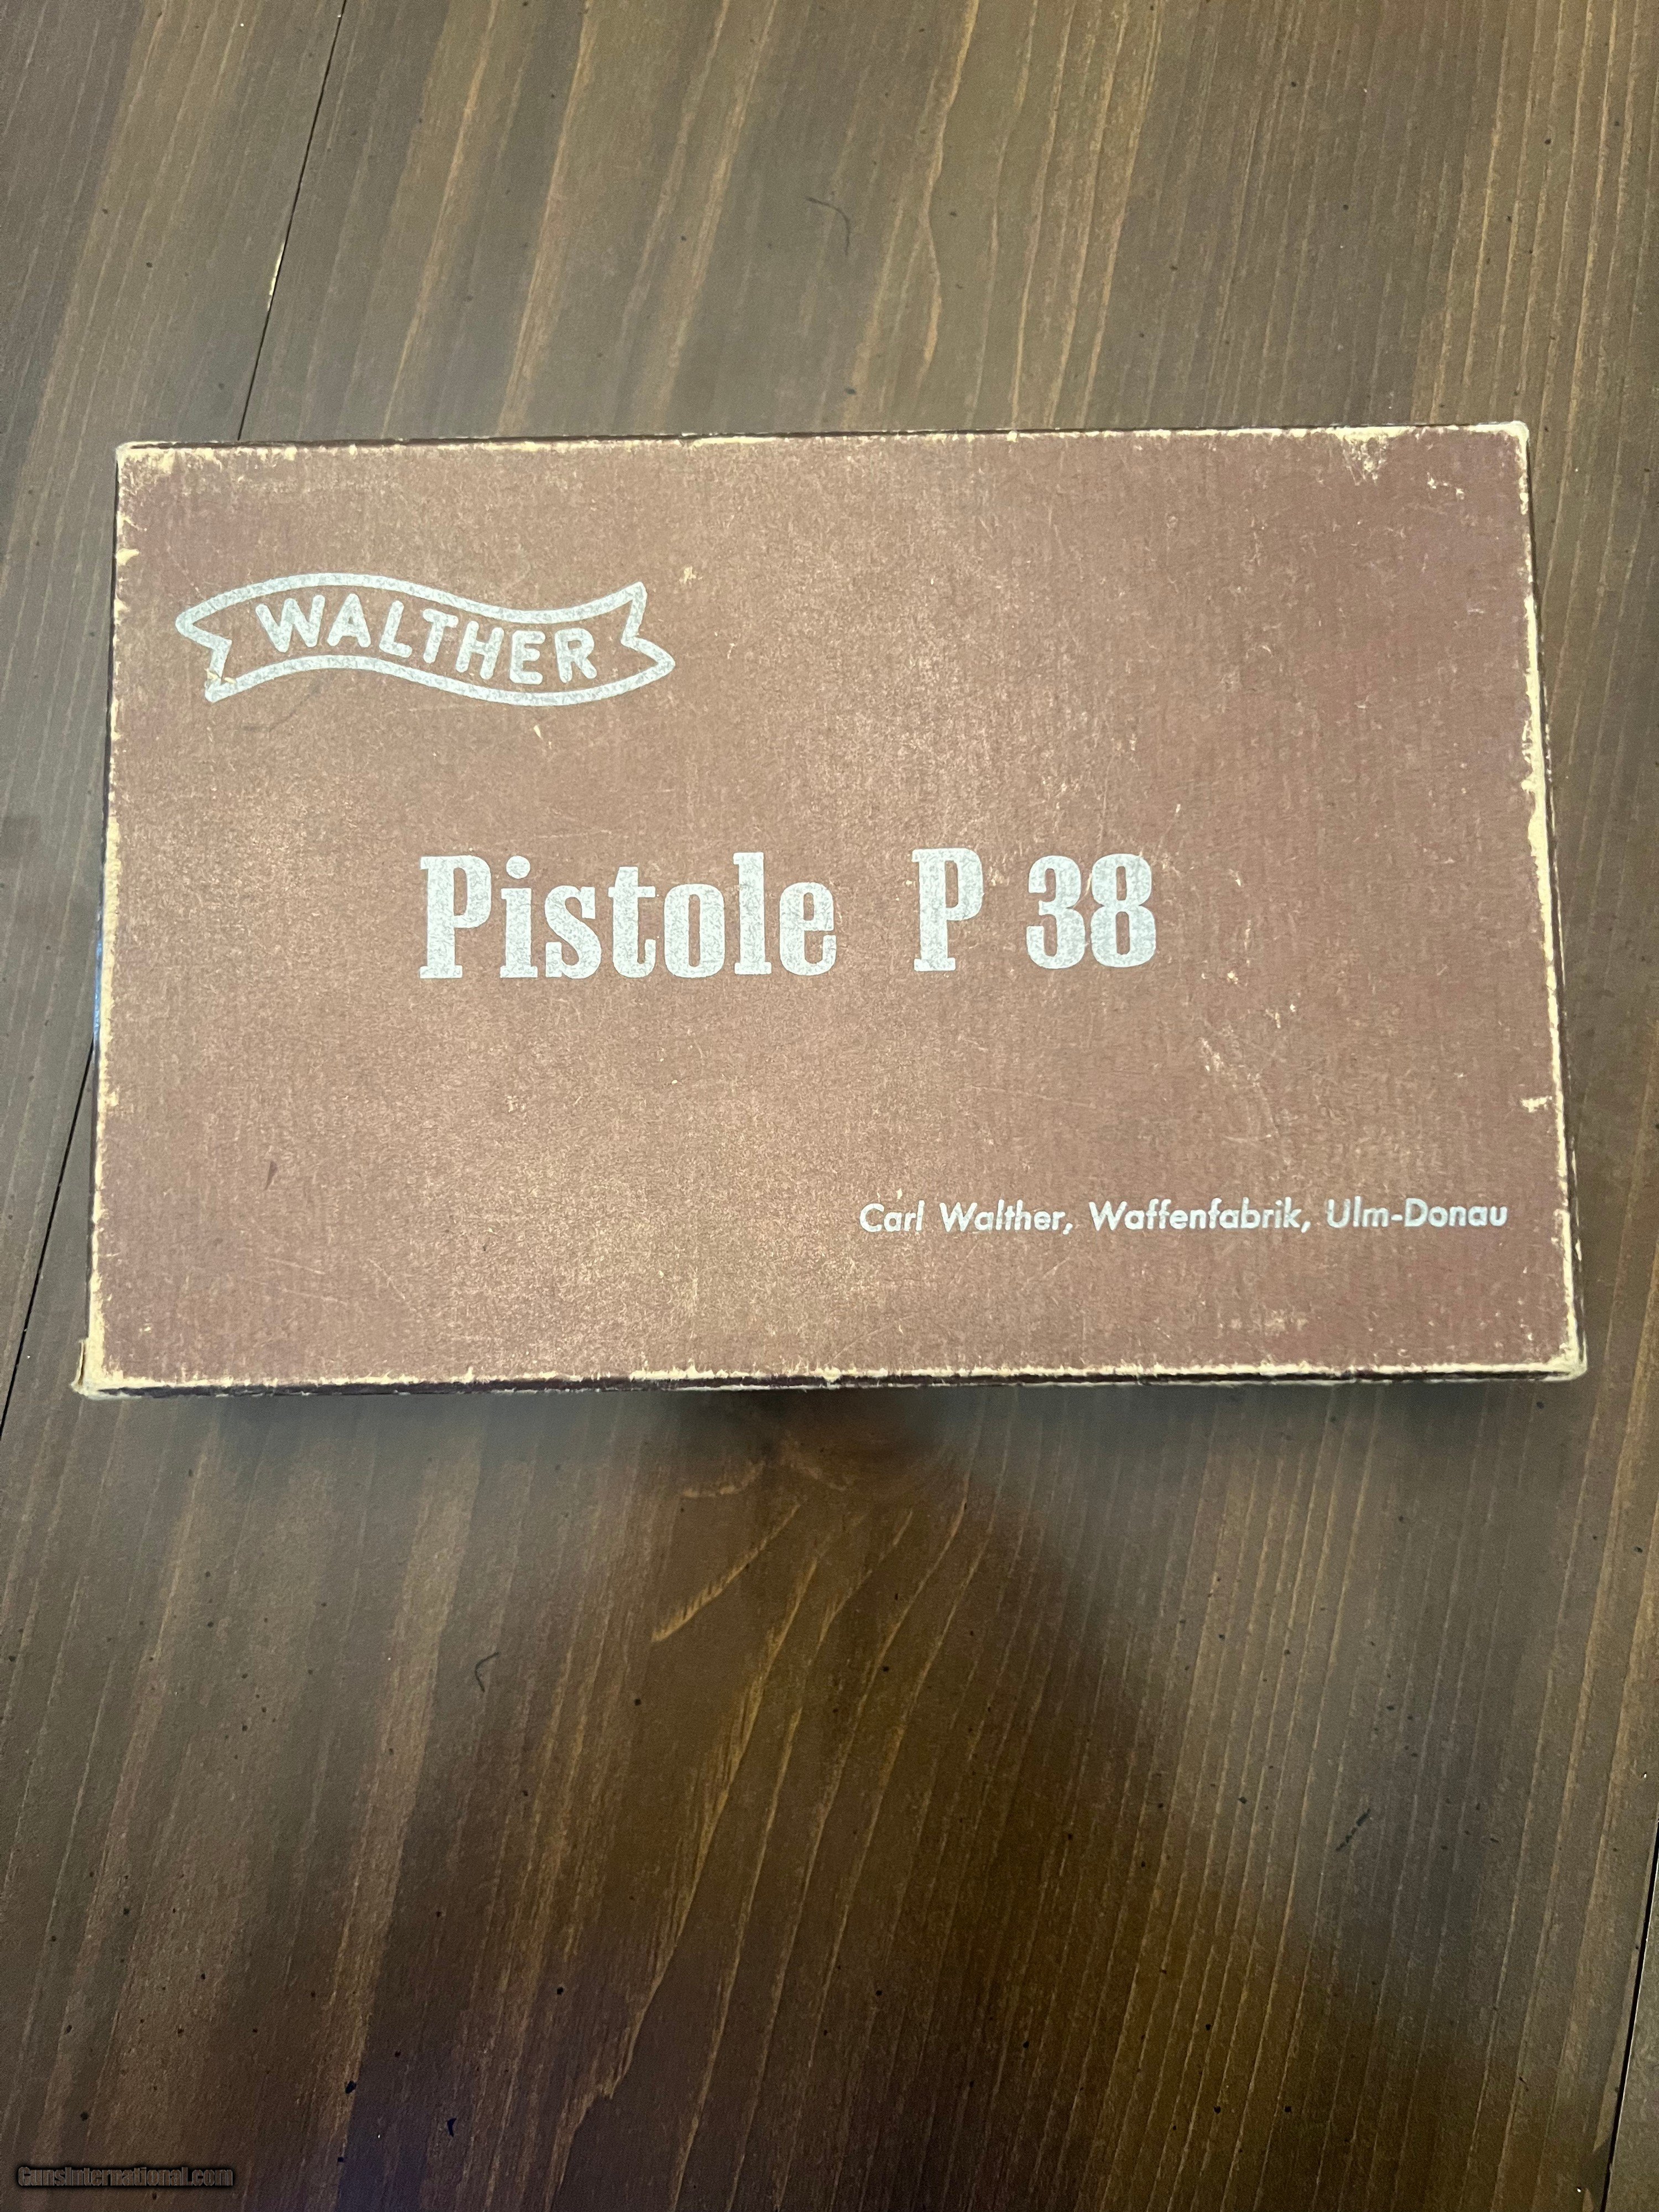 WALTHER
Pistole P 38
Carl Walther, Waffenfabrik, Ulm-Donau
GunsInternational.com